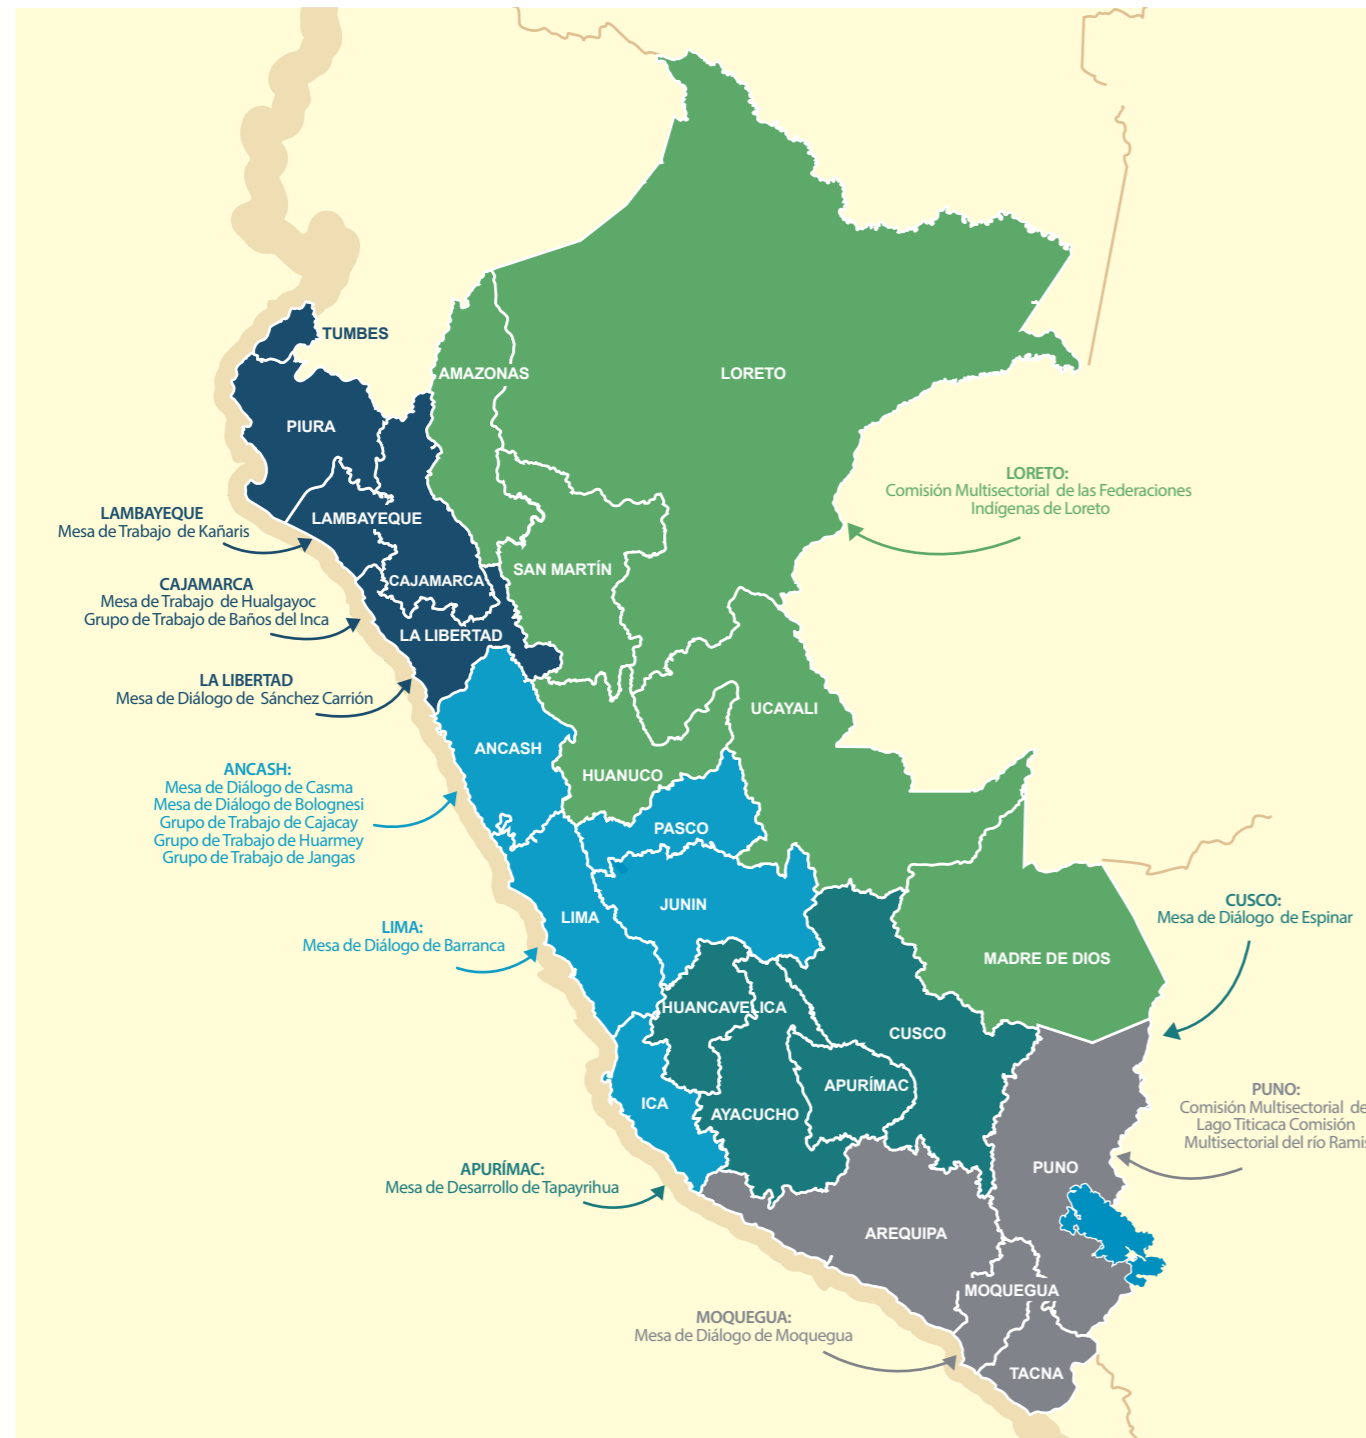 TUMBES
AMAZONAS
LORETO
PIURA
LORETO:
Comisión Multisectorial de las Federaciones
Indígenas de Loreto
LAMBAYEQUE
Mesa de Trabajo de Kañaris
LAMBAYEQUE
SAN MARTÍN
CAJAMARCA
CAJAMARCA
Mesa de Trabajo de Hualgayoc
Grupo de Trabajo de Baños del Inca
LA LIBERTAD
LA LIBERTAD
Mesa de Diálogo de Sánchez Carrión
UCAYALI
ANCASH
HUANUCO
ANCASH:
Mesa de Diálogo de Casma
Mesa de Diálogo de Bolognesi
Grupo de Trabajo de Cajacay
Grupo de Trabajo de Huarmey
Grupo de Trabajo de Jangas
PASCO
JUNIN
LIMA
CUSCO:
Mesa de Diálogo de Espinar
LIMA:
Mesa de Diálogo de Barranca
MADRE DE DIOS
HUANCAVELICA
CUSCO
APURÍMAC
ICA
AYACUCHO
PUNO:
Comisión Multisectorial de
Lago Titicaca Comisión
Multisectorial del río Ramis
PUNO
APURÍMAC:
Mesa de Desarrollo de Tapayrihua
AREQUIPA
MOQUEGUA
MOQUEGUA:
Mesa de Diálogo de Moquegua
TACNA